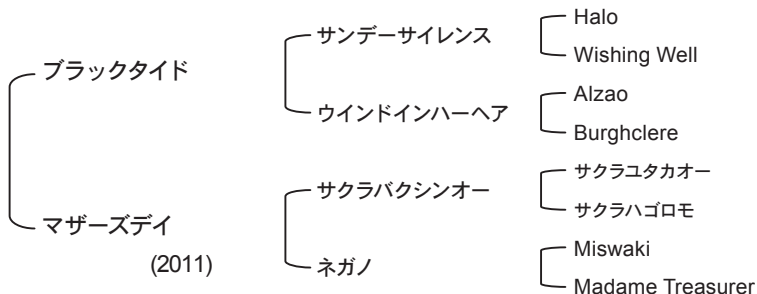 ブラックタイド
サンデーサイレンス
Halo
Wishing Well
ウインドインハーヘア
Alzao
Burghclere
マザーズデイ
(2011)
サクラバクシンオー
サクラユタカオー
サクラハゴロモ
ネガノ
Miswaki
Madame Treasurer